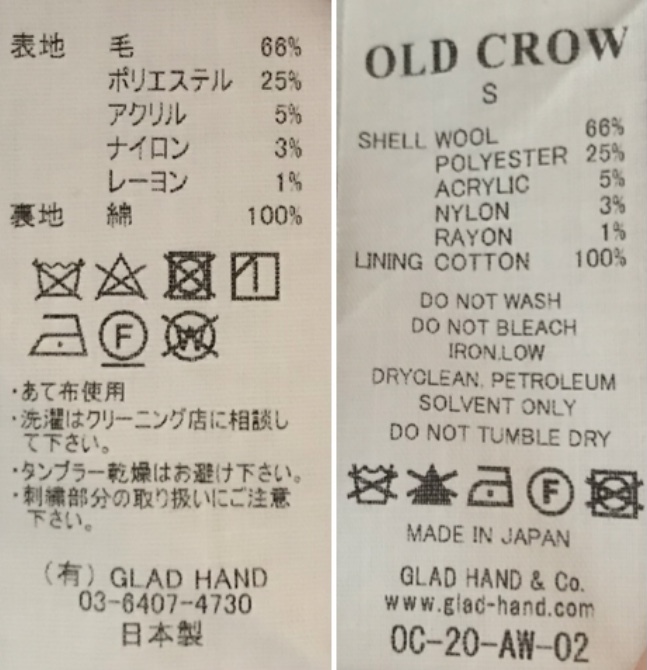 表地 毛 66%
ポリエステル 25%
アクリル 5%
ナイロン 3%
レーヨン 1%
裏地 綿 100%
F W
・あて布使用
・洗濯はクリーニング店に相談し
て下さい。
・タンブラー乾燥はお避け下さい。
・刺繍部分の取り扱いにご注意
下さい。
(有) GLAD HAND
03-6407-4730
日本製
OLD CROW
S
SHELL WOOL 66%
POLYESTER 25%
ACRYLIC 5%
NYLON 3%
RAYON 1%
LINING COTTON 100%
DO NOT WASH
DO NOT BLEACH
IRON.LOW
DRYCLEAN. PETROLEUM
SOLVENT ONLY
DO NOT TUMBLE DRY
F
MADE IN JAPAN
GLAD HAND & Co.
www.glad-hand.com
OC-20-AW-02